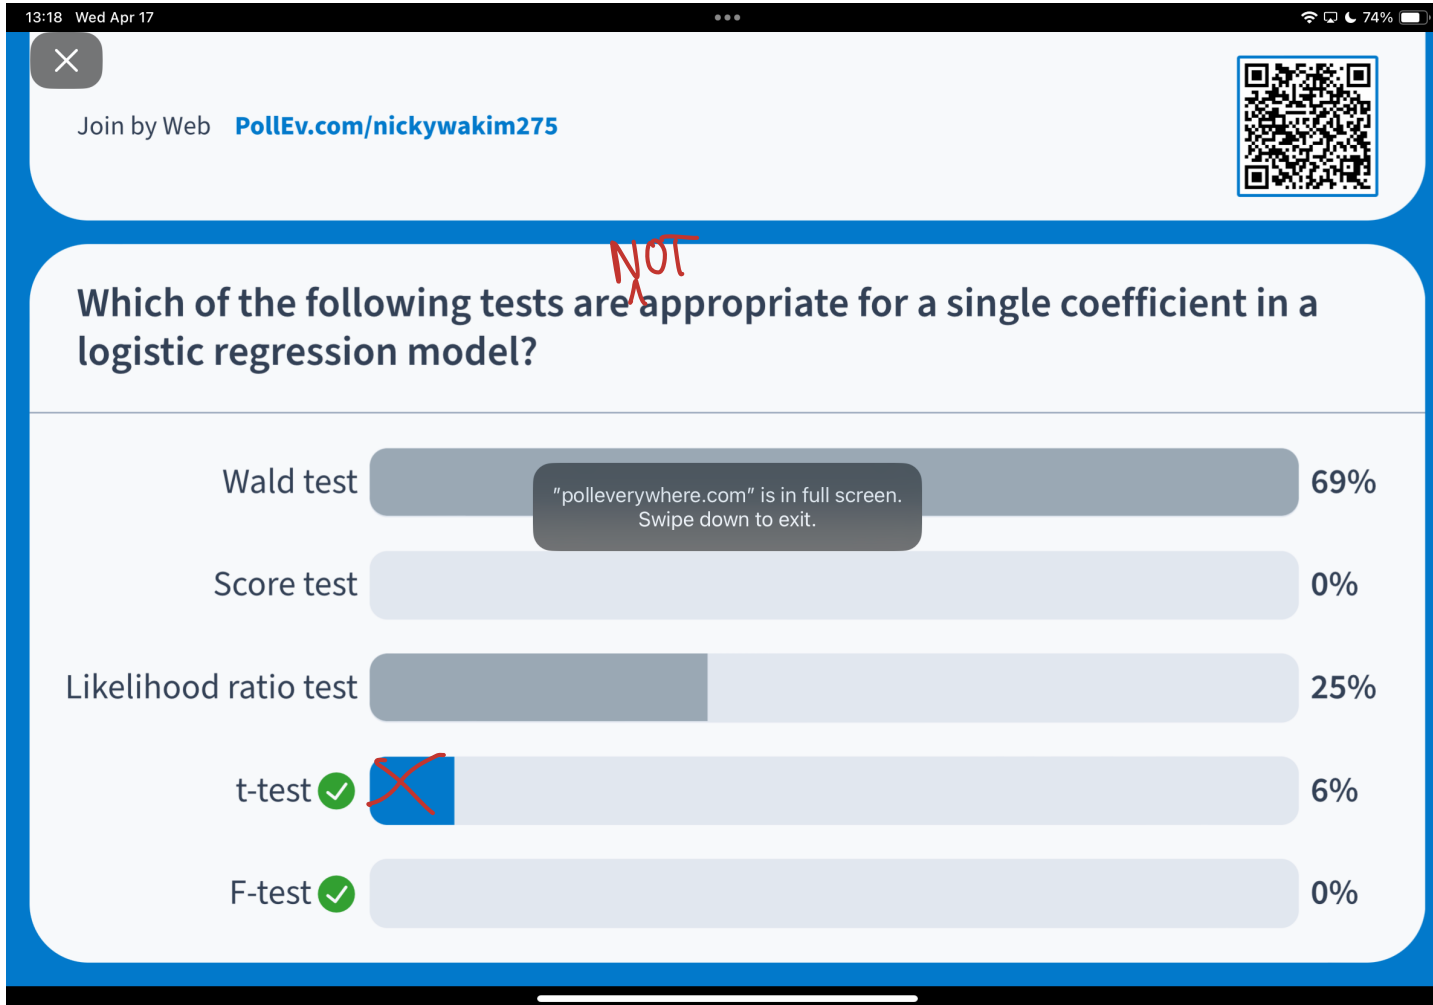 13:18 Wed Apr 17
74%
Join by Web PollEv.com/nickywakim275
NOT
Which of the following tests are appropriate for a single coefficient in a
logistic regression model?
Wald test 69%
"polleverywhere.com" is in full screen.
Swipe down to exit.
Score test 0%
Likelihood ratio test 25%
t-test 6%
F-test 0%